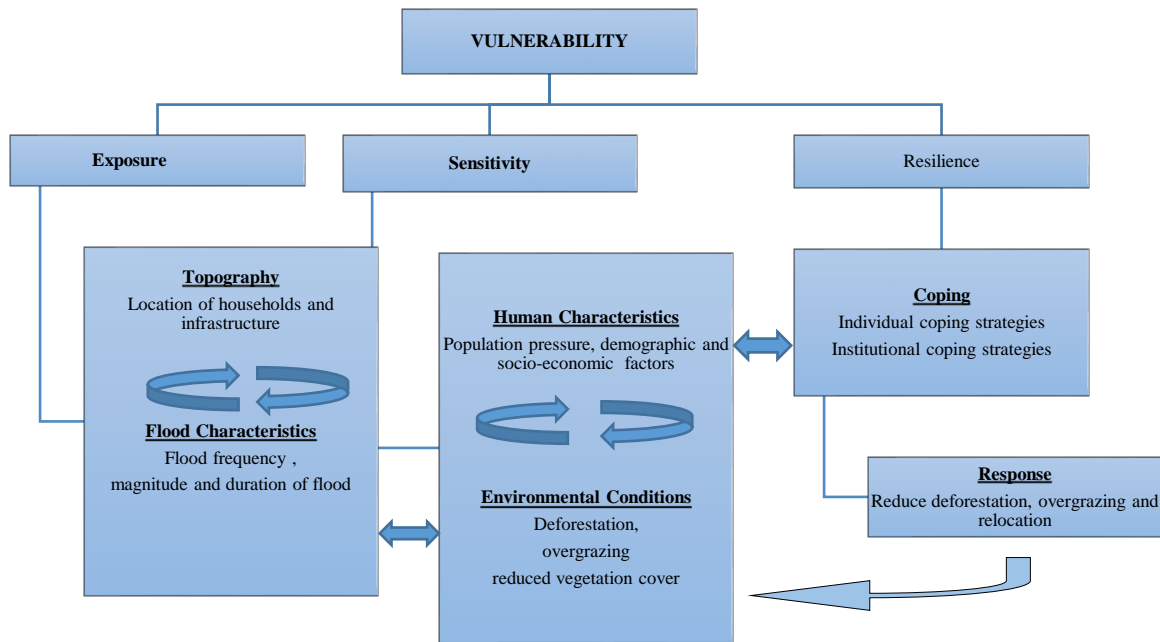 VULNERABILITY
Exposure
Sensitivity
Resilience
Topography
Location of households and
infrastructure
Flood Characteristics
Flood frequency ,
magnitude and duration of flood
Human Characteristics
Population pressure, demographic and
socio-economic factors
Environmental Conditions
Deforestation,
overgrazing
reduced vegetation cover
Coping
Individual coping strategies
Institutional coping strategies
Response
Reduce deforestation, overgrazing and
relocation